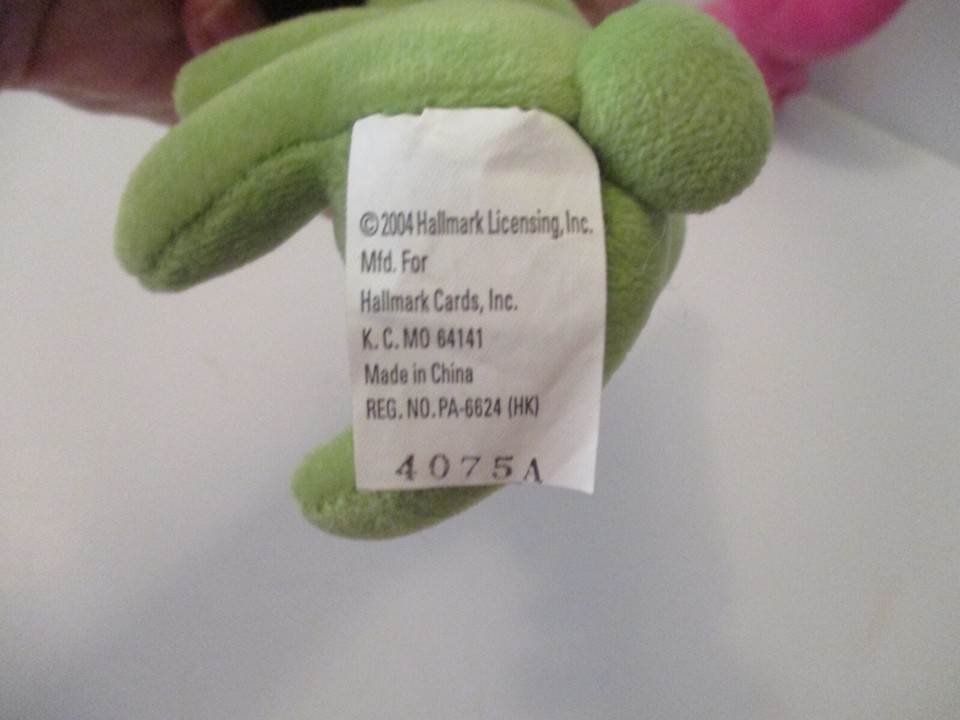 ©2004 Hallmark Licensing, Inc.
Mfd. For
Hallmark Cards, Inc.
K. C. MO 64141
Made in China
REG. NO. PA-6624 (HK)
4075A